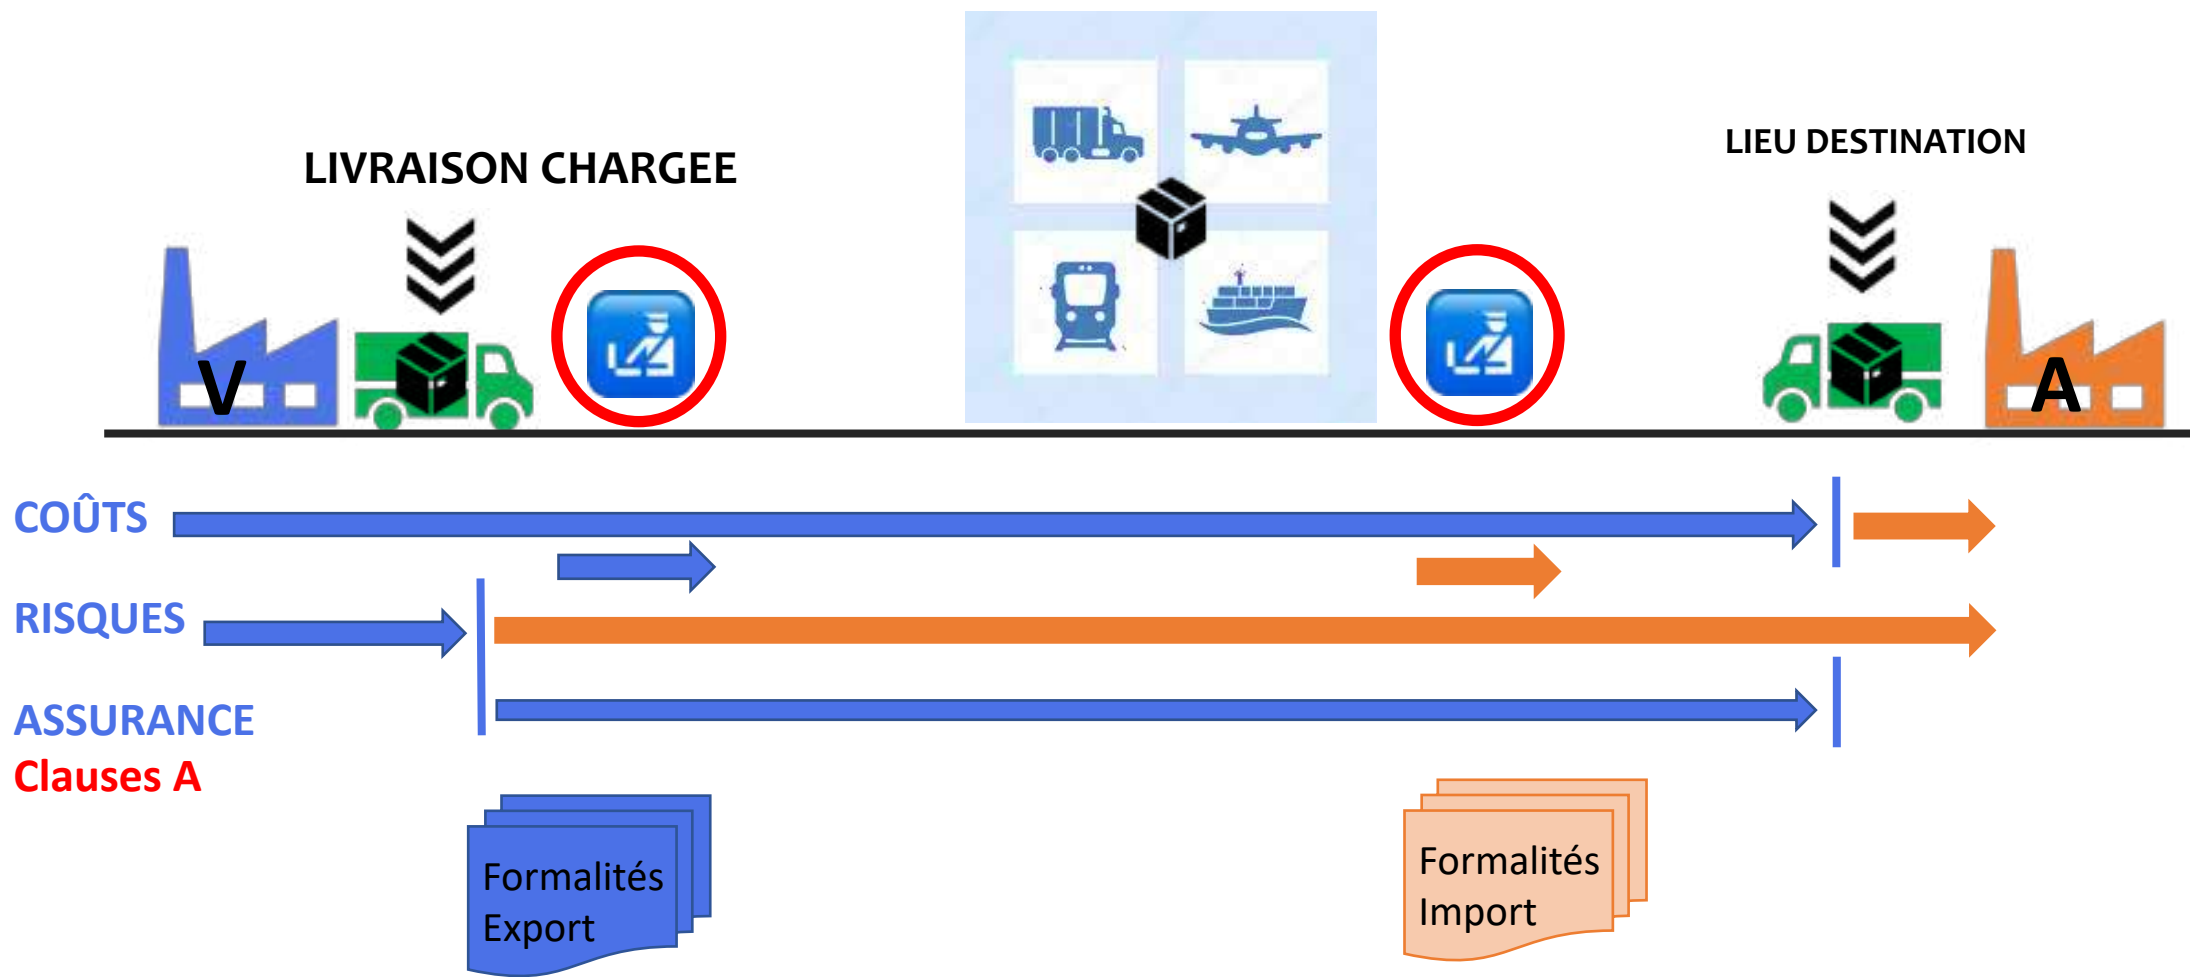 LIVRAISON CHARGEE
LIEU DESTINATION
V
A
COÛTS
RISQUES
ASSURANCE
Clauses A
Formalités
Export
Formalités
Import